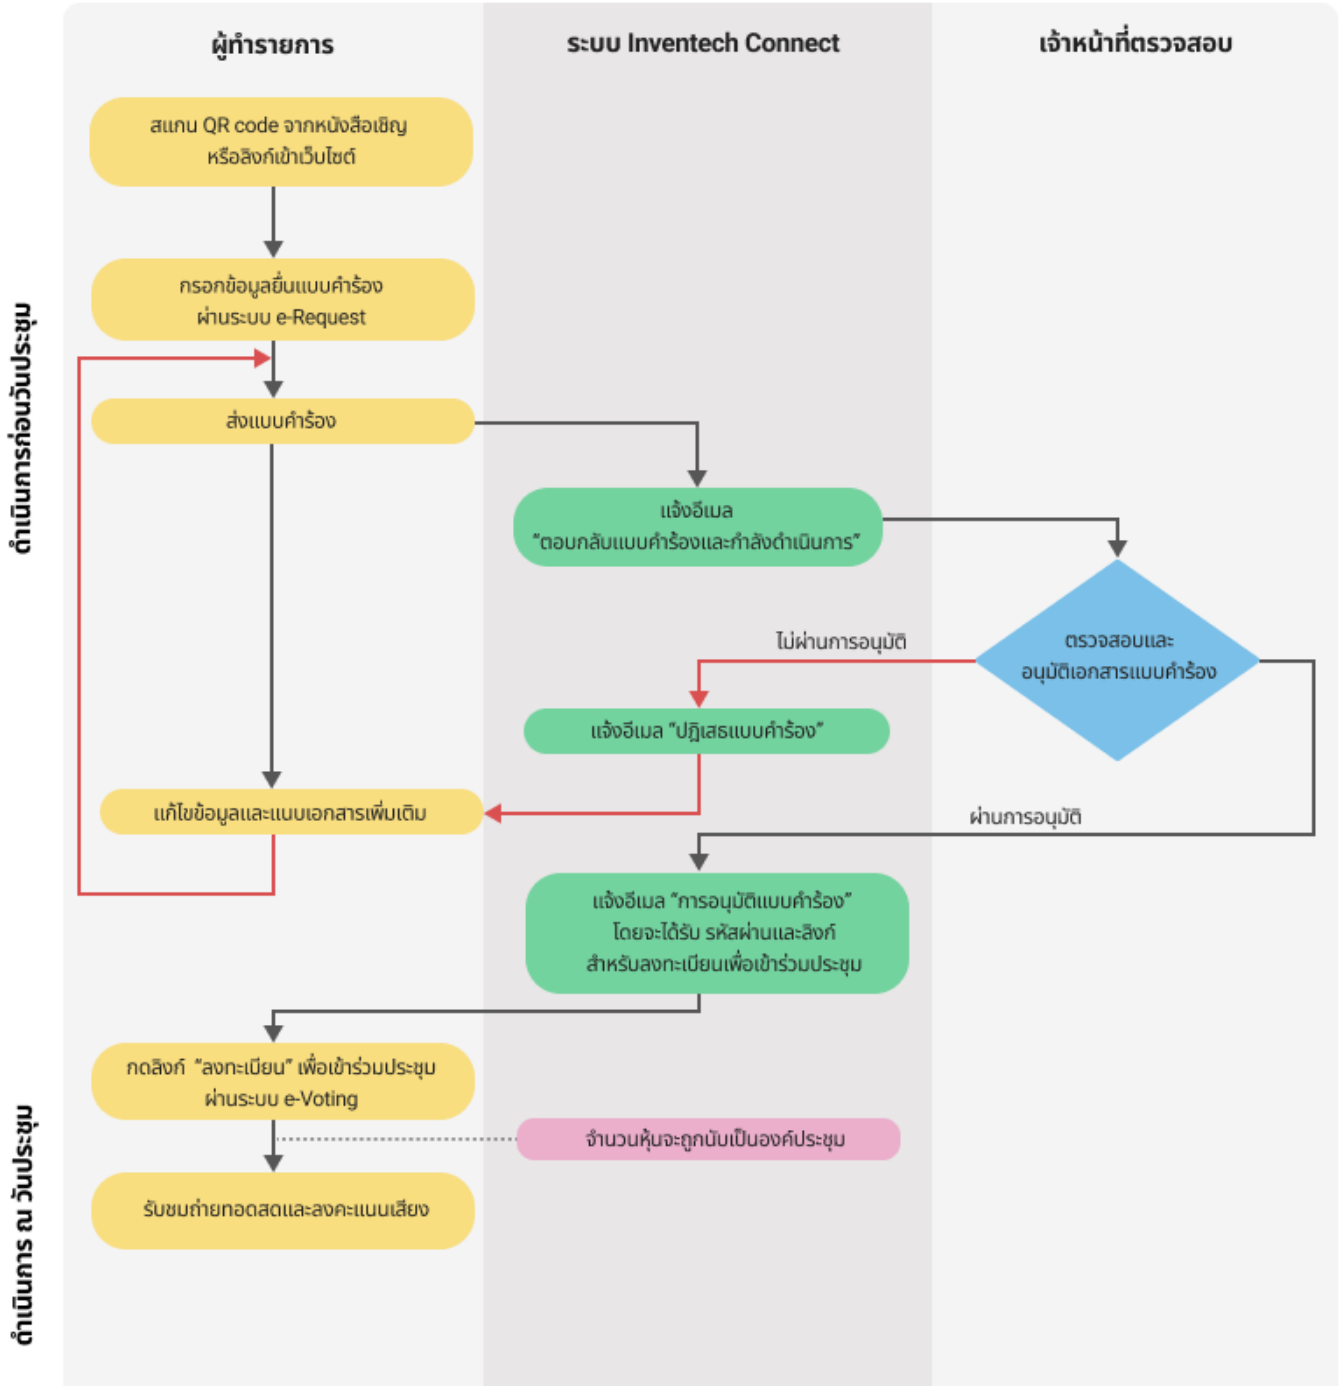 ผู้ทำรายการ
ระบบ Inventech Connect
เจ้าหน้าที่ตรวจสอบ
ดำเนินการก่อนวันประชุม
สแกน QR code จากหนังสือเชิญ
หรือลิงก์เข้าเว็บไซต์
กรอกข้อมูลยื่นแบบคำร้อง
ผ่านระบบ e-Request
ส่งแบบคำร้อง
แจ้งอีเมล
“ตอบกลับแบบคำร้องและกำลังดำเนินการ”
ตรวจสอบและ
อนุมัติเอกสารแบบคำร้อง
ไม่ผ่านการอนุมัติ
แจ้งอีเมล “ปฏิเสธแบบคำร้อง”
แก้ไขข้อมูลและแนบเอกสารเพิ่มเติม
ผ่านการอนุมัติ
แจ้งอีเมล “การอนุมัติแบบคำร้อง”
โดยจะได้รับ รหัสผ่านและลิงก์
สำหรับลงทะเบียนเพื่อเข้าร่วมประชุม
ดำเนินการ ณ วันประชุม
กดลิงก์ “ลงทะเบียน” เพื่อเข้าร่วมประชุม
ผ่านระบบ e-Voting
จำนวนหุ้นจะถูกนับเป็นองค์ประชุม
รับชมถ่ายทอดสดและลงคะแนนเสียง